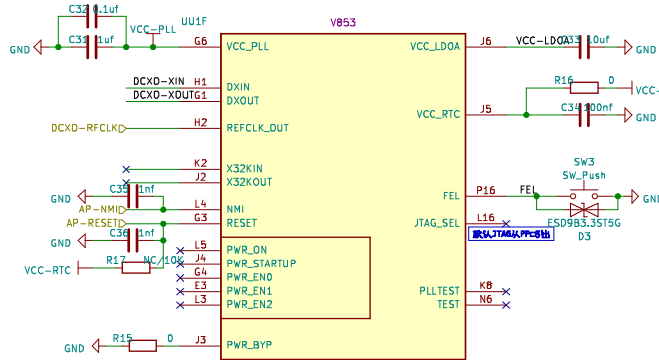 C32 0.1uf
UU1F
V853
VCC-PLL
GND
C31 1uf
G6
VCC_PLL
VCC_LDOA
J6
VCC-LDOA
C33 10uf
GND
DCXO-XIN
H1
DXIN
DCXO-XOUT
G1
DXOUT
R16
0
VCC-
VCC_RTC
J5
C34 100nf
GND
DCXO-RFCLK
H2
REFCLK_OUT
K2
X32KIN
J2
X32KOUT
SW3
SW_Push
C35 1nf
GND
FEL
P16
FEL
GND
AP-NMI
L4
NMI
AP-RESET
G3
RESET
JTAG_SEL
L16
ESD9B3.3ST5G
D3
C36 1nf
GND
L5
PWR_ON
R17
NC/10K
VCC-RTC
J4
PWR_STARTUP
G4
PWR_EN0
E3
PWR_EN1
L3
PWR_EN2
PLLTEST
K8
TEST
N6
R15
0
GND
J3
PWR_BYP